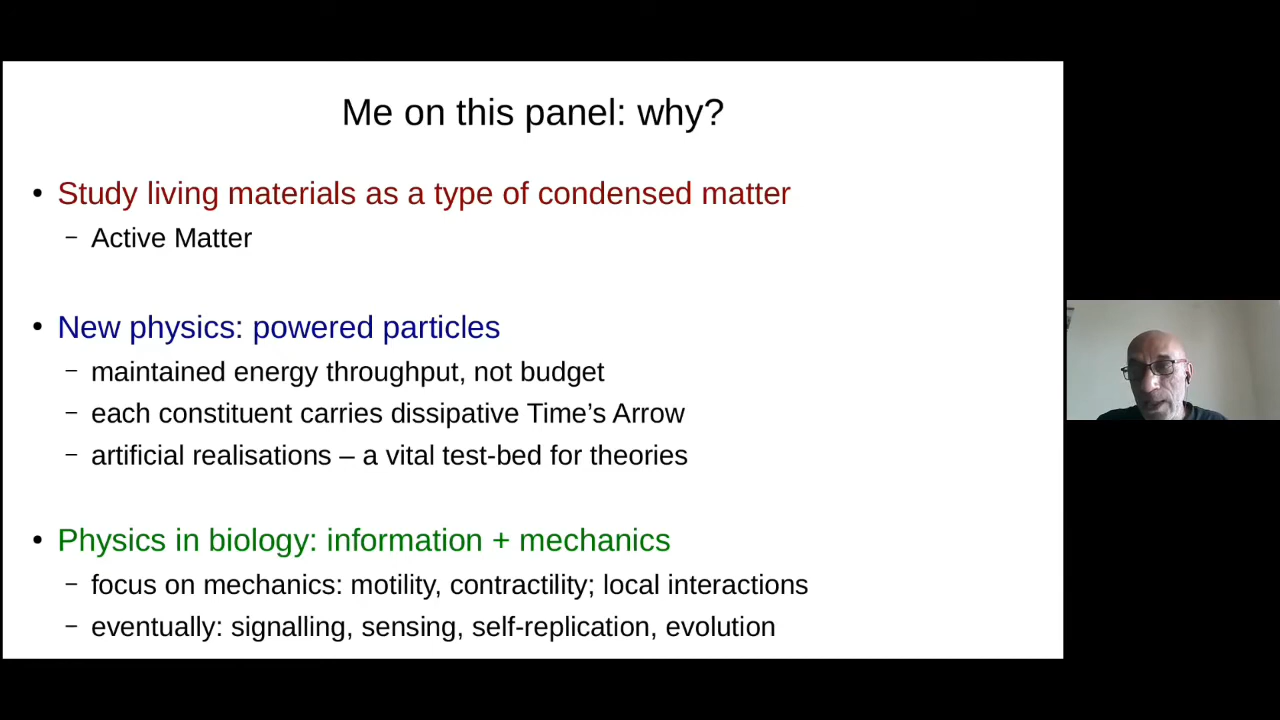 Me on this panel: why?
• Study living materials as a type of condensed matter
– Active Matter
• New physics: powered particles
– maintained energy throughput, not budget
– each constituent carries dissipative Time’s Arrow
– artificial realisations – a vital test-bed for theories
• Physics in biology: information + mechanics
– focus on mechanics: motility, contractility; local interactions
– eventually: signalling, sensing, self-replication, evolution